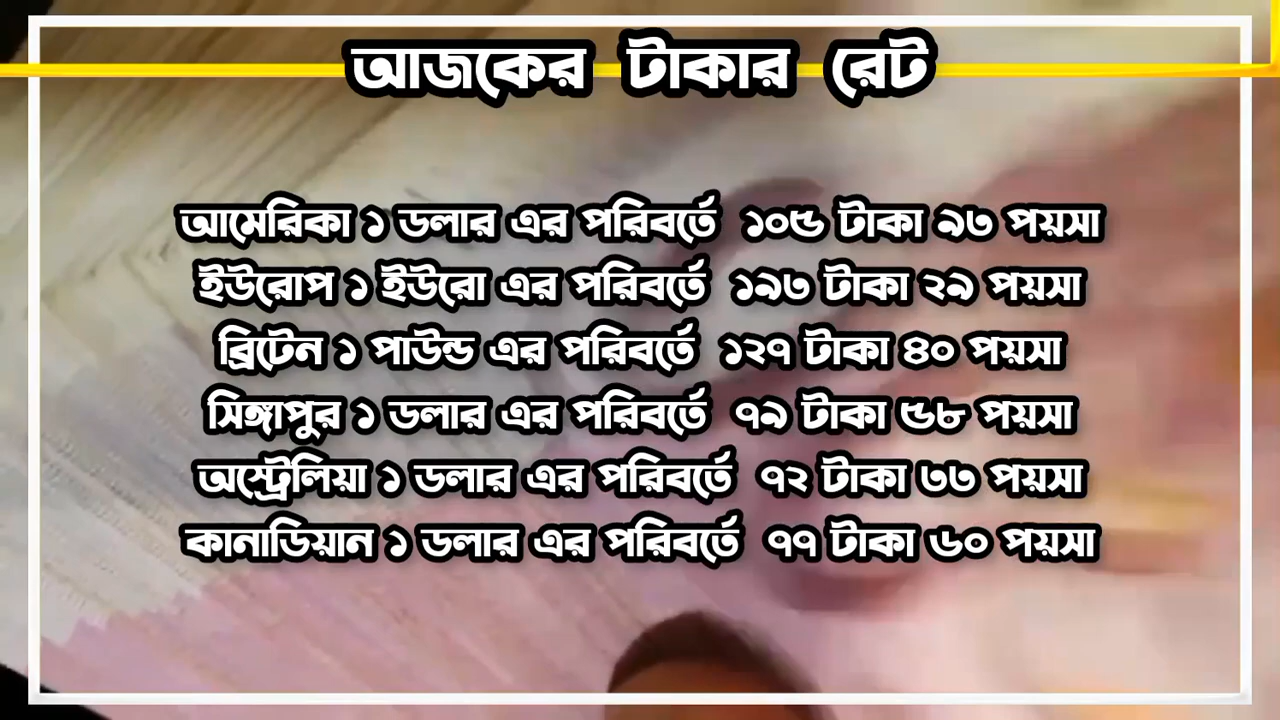 আজকের টাকার রেট
আমেরিকা ১ ডলার এর পরিবর্তে ১০৫ টাকা ৯৩ পয়সা
ইউরোপ ১ ইউরো এর পরিবর্তে ১৯৩ টাকা ২৯ পয়সা
ব্রিটেন ১ পাউন্ড এর পরিবর্তে ১২৭ টাকা ৪০ পয়সা
সিঙ্গাপুর ১ ডলার এর পরিবর্তে ৭৯ টাকা ৫৮ পয়সা
অস্ট্রেলিয়া ১ ডলার এর পরিবর্তে ৭২ টাকা ৩৩ পয়সা
কানাডিয়ান ১ ডলার এর পরিবর্তে ৭৭ টাকা ৬০ পয়সা